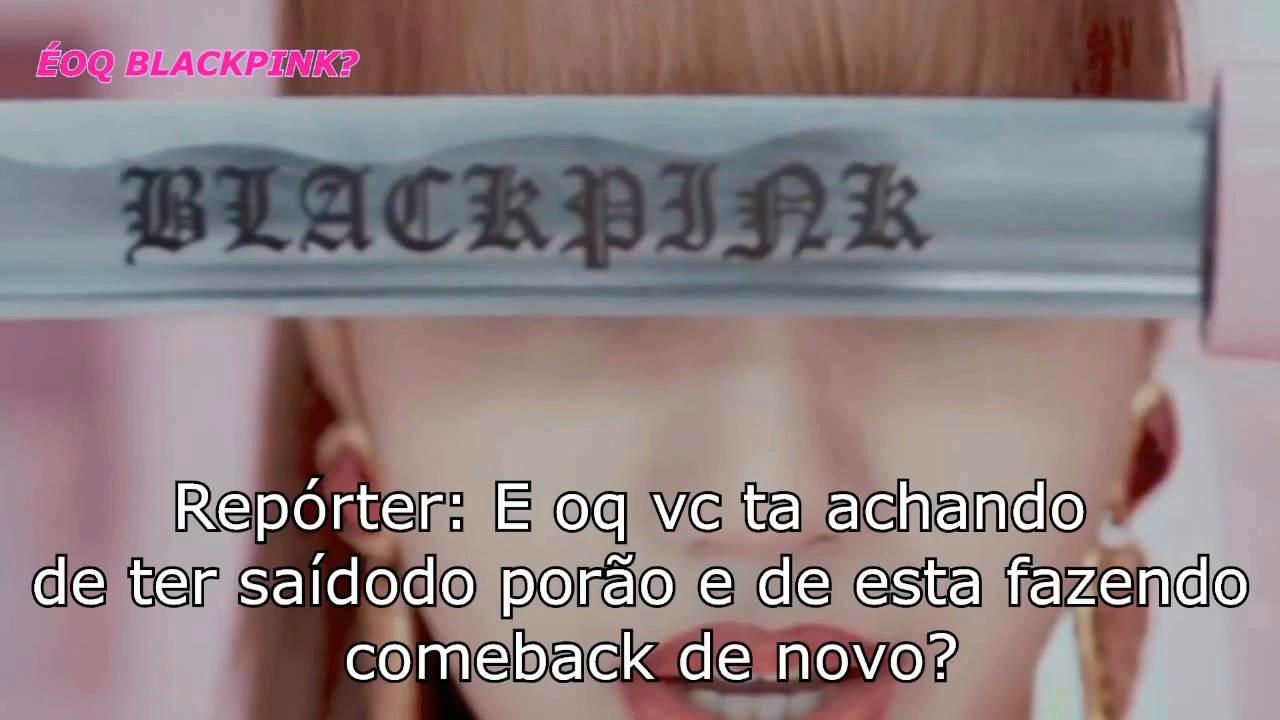 ÉOQ BLACKPINK?
BLACKPINK
Repórter: E oq vc ta achando
de ter saídodo porão e de esta fazendo
comeback de novo?